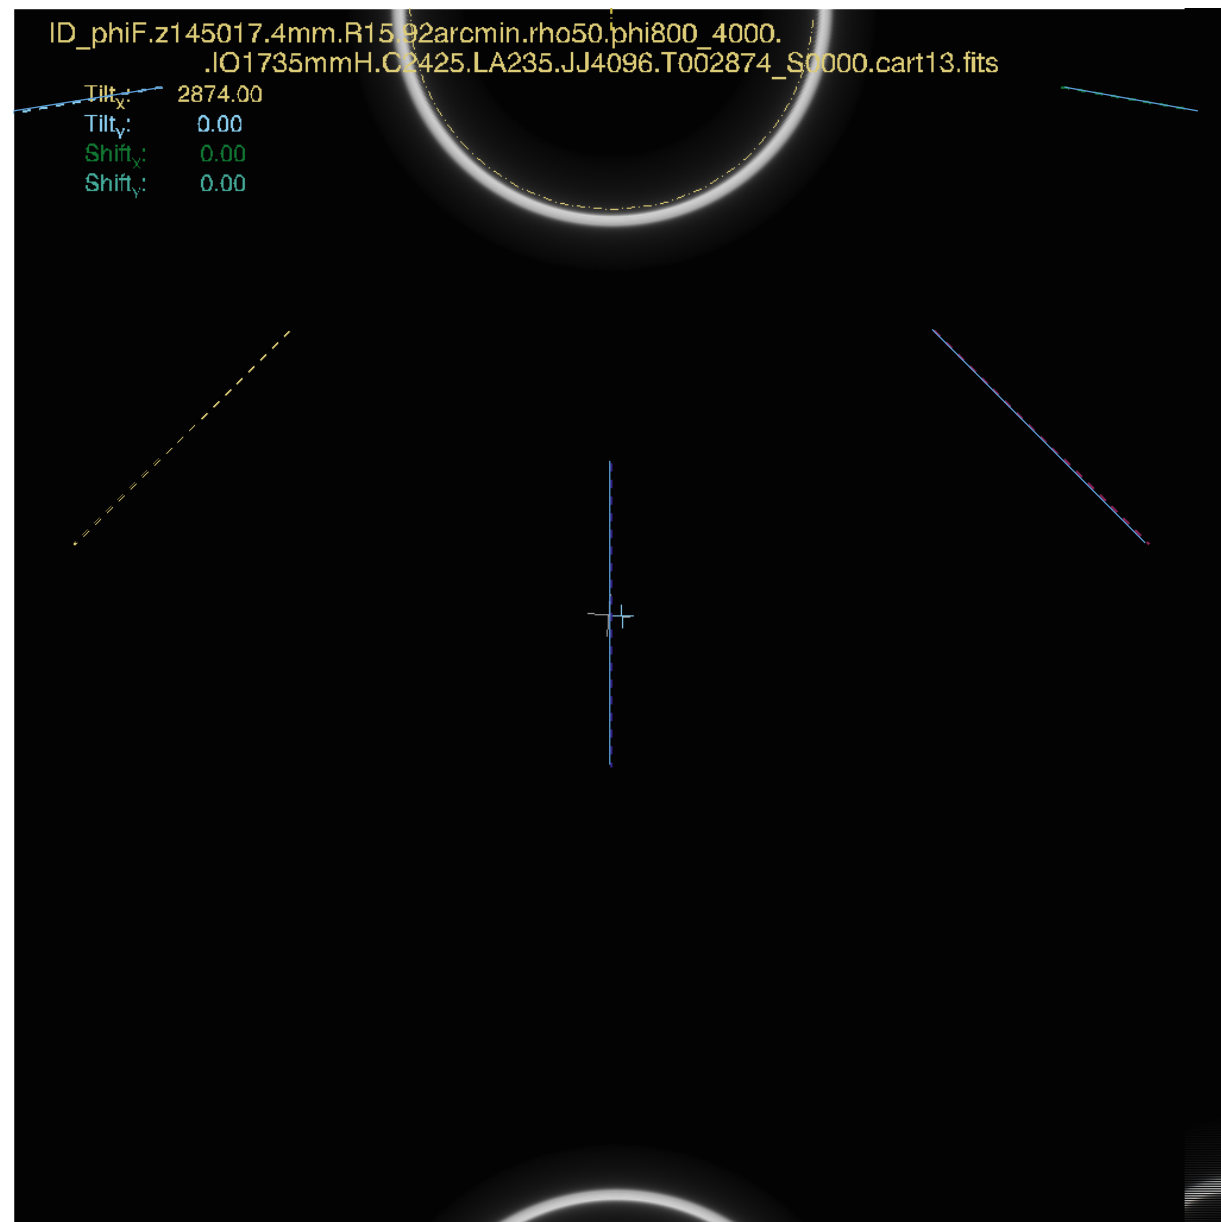 ID_phiF.z145017.4mm.R15.92arcmin.rho50.phi800_4000.
.IO1735mmH.C2425.LA235.JJ4096.T002874_S0000.cart13.fits
Tiltx: 2874.00
Tilty: 0.00
Shiftx: 0.00
Shifty: 0.00